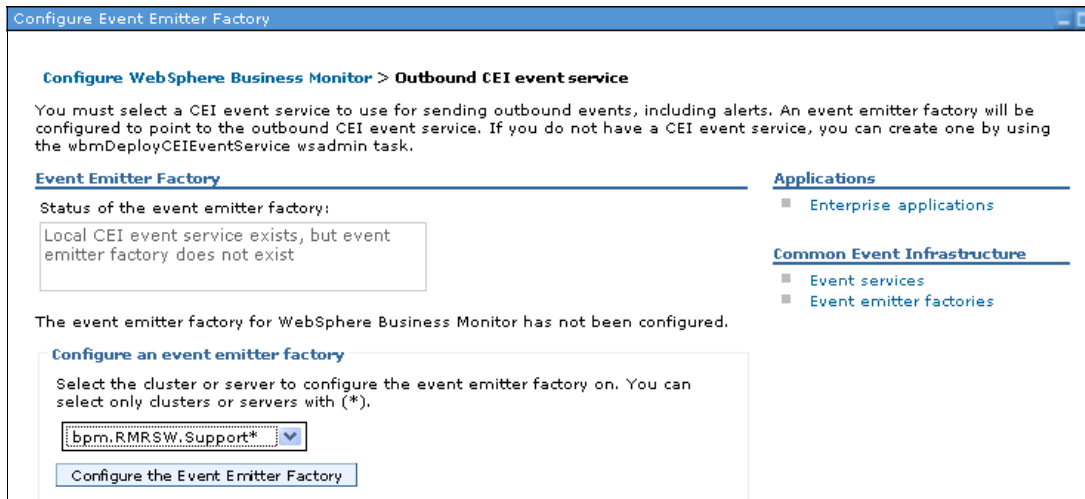 Configure Event Emitter Factory
Configure WebSphere Business Monitor > Outbound CEI event service
You must select a CEI event service to use for sending outbound events, including alerts. An event emitter factory will be
configured to point to the outbound CEI event service. If you do not have a CEI event service, you can create one by using
the wbmDeployCEIEventService wsadmin task.
Event Emitter Factory
Status of the event emitter factory:
Local CEI event service exists, but event
emitter factory does not exist
The event emitter factory for WebSphere Business Monitor has not been configured.
Configure an event emitter factory
Select the cluster or server to configure the event emitter factory on. You can
select only clusters or servers with (*).
bpm.RMRSW.Support*
Configure the Event Emitter Factory
Applications
Enterprise applications
Common Event Infrastructure
Event services
Event emitter factories